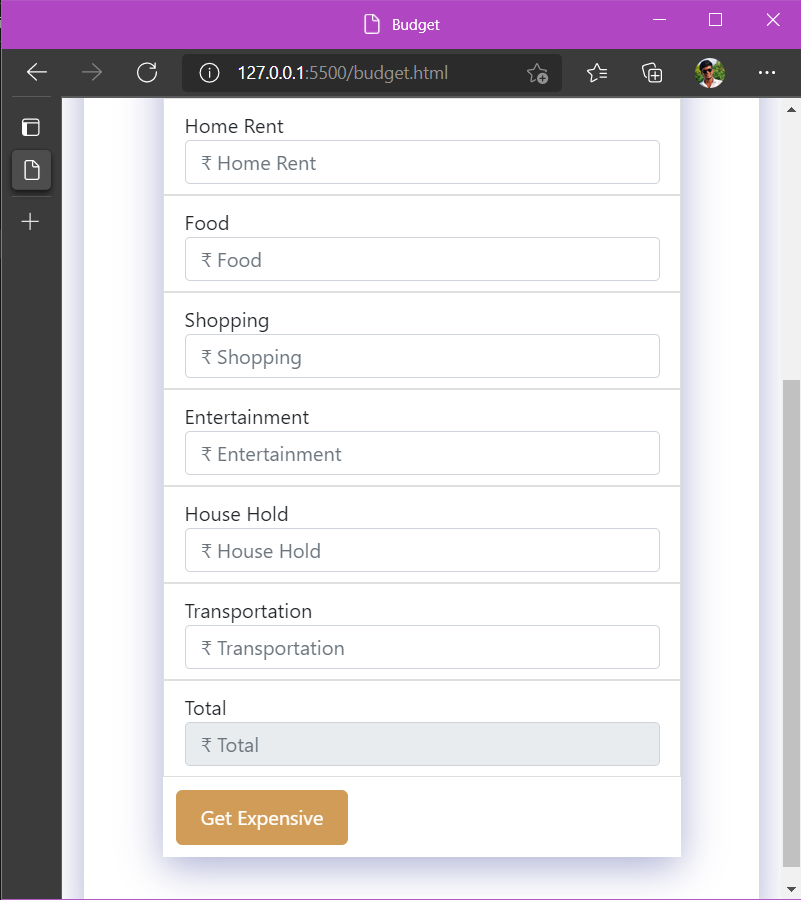 Budget
127.0.0.1:5500/budget.html
Home Rent
₹ Home Rent
Food
₹ Food
Shopping
₹ Shopping
Entertainment
₹ Entertainment
House Hold
₹ House Hold
Transportation
₹ Transportation
Total
₹ Total
Get Expensive